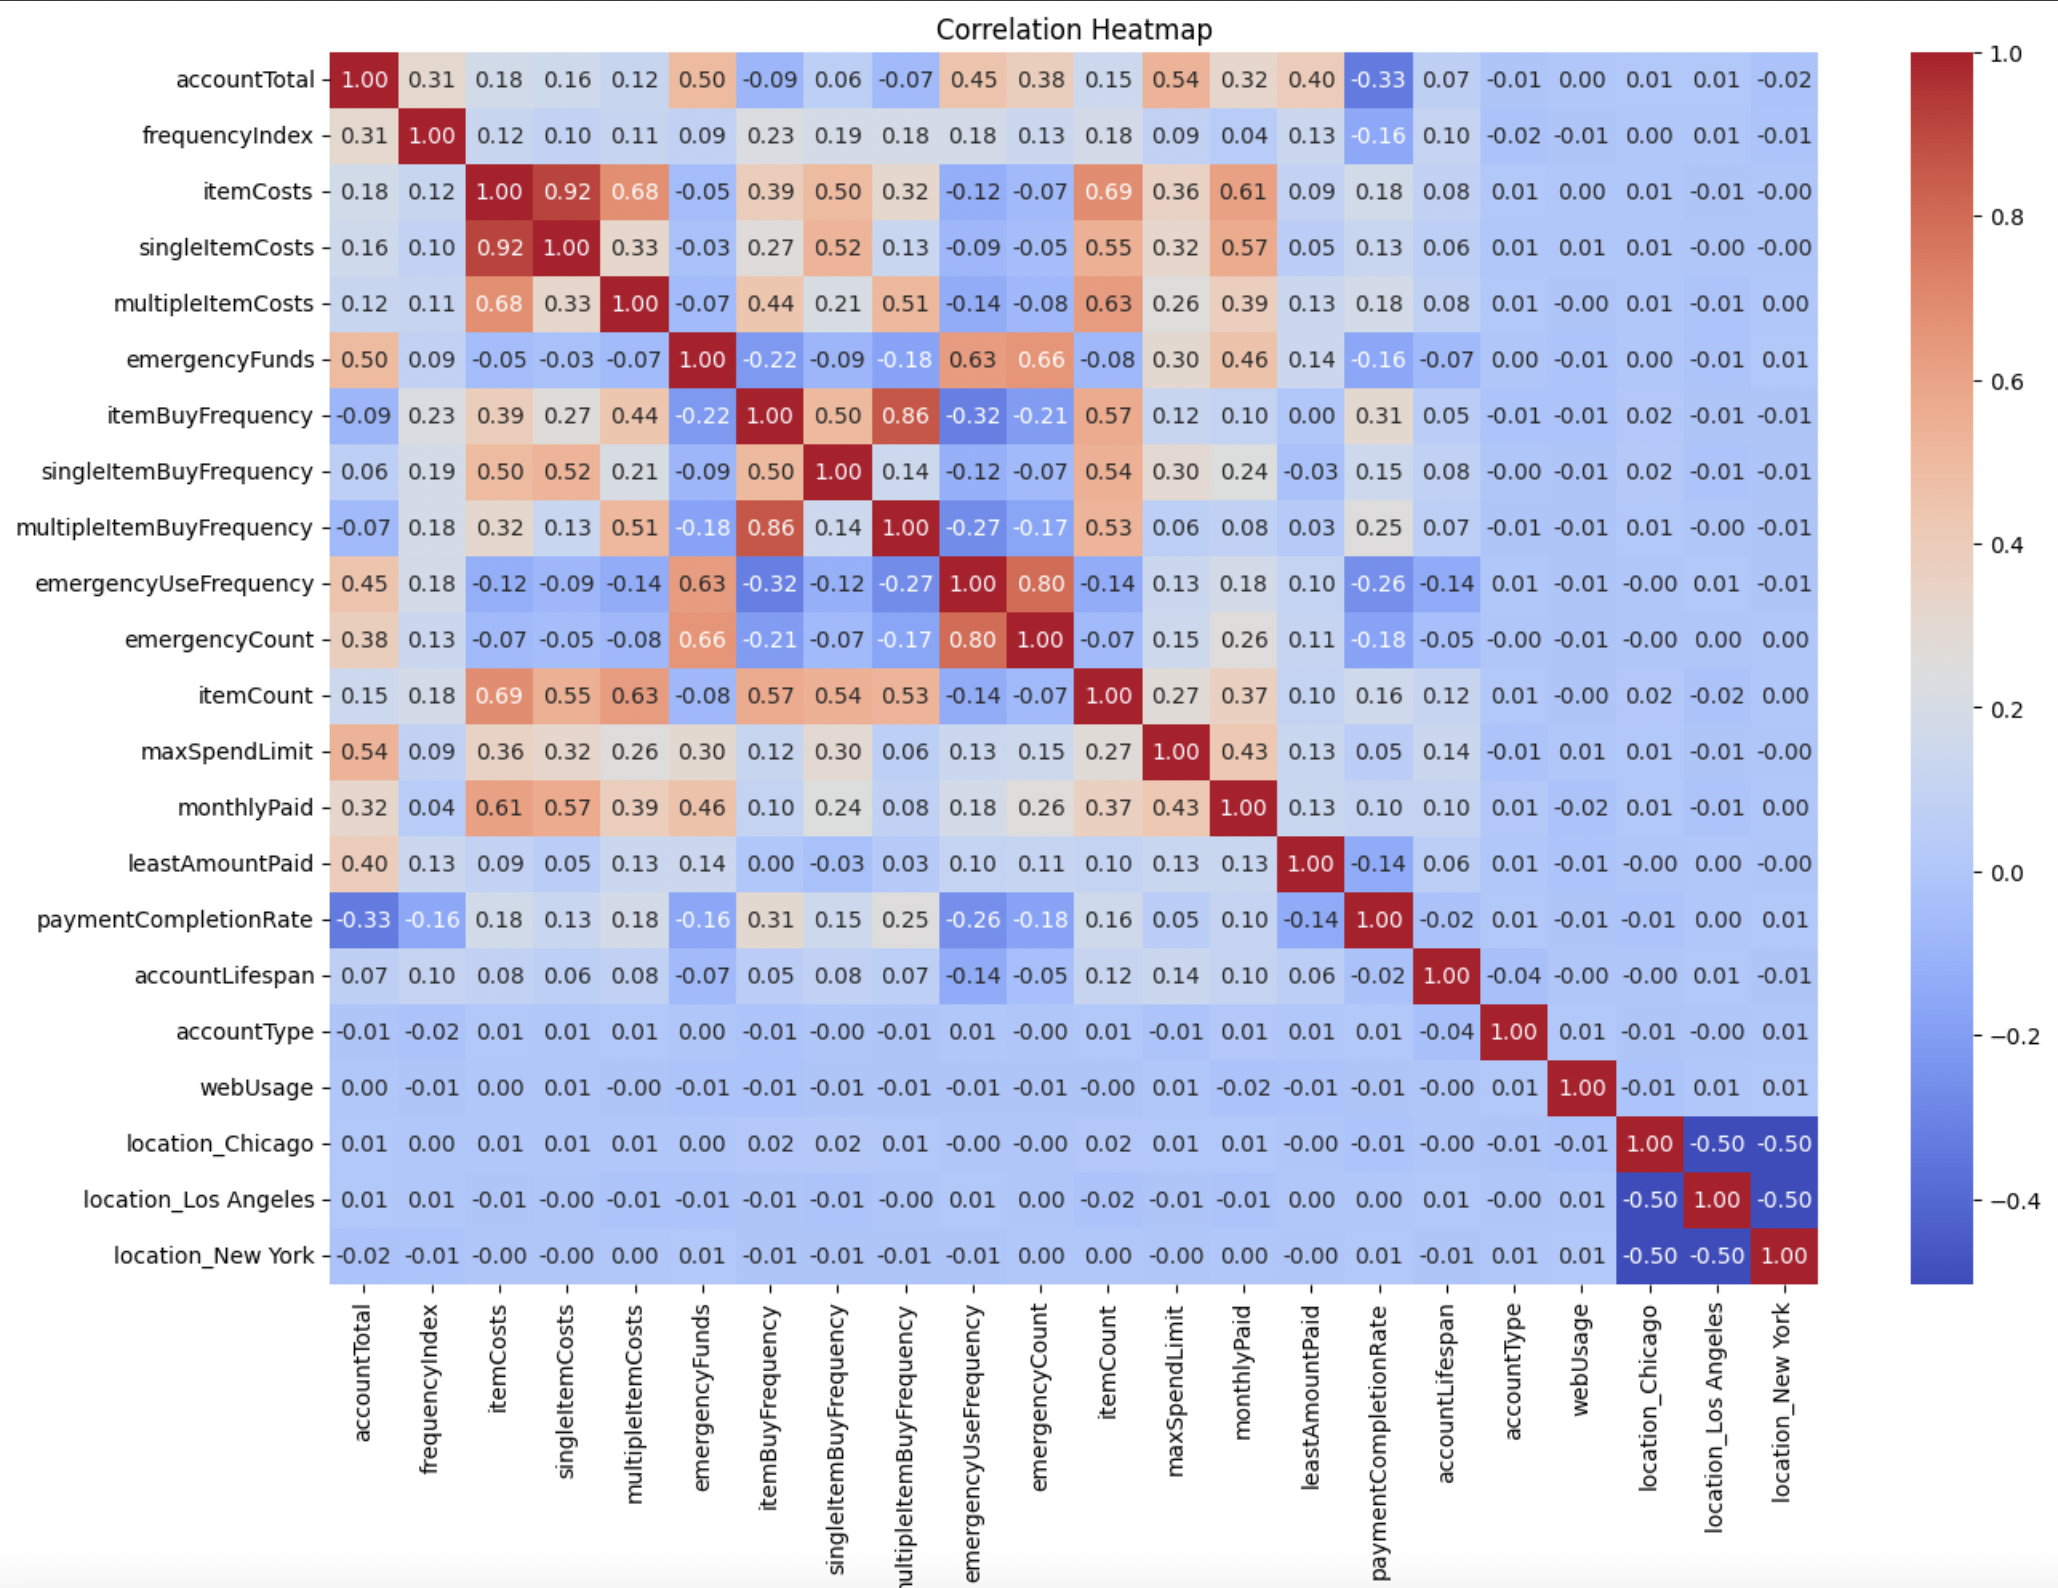 Correlation Heatmap
accountTotal 1.00 0.31 0.18 0.16 0.12 0.50 -0.09 0.06 -0.07 0.45 0.38 0.15 0.54 0.32 0.40 -0.33 0.07 -0.01 0.00 0.01 0.01 -0.02
frequencyIndex 0.31 1.00 0.12 0.10 0.11 0.09 0.23 0.19 0.18 0.18 0.13 0.18 0.09 0.04 0.13 -0.16 0.10 -0.02 -0.01 0.00 0.01 -0.01
itemCosts 0.18 0.12 1.00 0.92 0.68 -0.05 0.39 0.50 0.32 -0.12 -0.07 0.69 0.36 0.61 0.09 0.18 0.08 0.01 0.00 0.01 -0.01 -0.00
singleItemCosts 0.16 0.10 0.92 1.00 0.33 -0.03 0.27 0.52 0.13 -0.09 -0.05 0.55 0.32 0.57 0.05 0.13 0.06 0.01 0.01 0.01 -0.00 -0.00
multipleItemCosts 0.12 0.11 0.68 0.33 1.00 -0.07 0.44 0.21 0.51 -0.14 -0.08 0.63 0.26 0.39 0.13 0.18 0.08 0.01 -0.00 0.01 -0.01 0.00
emergencyFunds 0.50 0.09 -0.05 -0.03 -0.07 1.00 -0.22 -0.09 -0.18 0.63 0.66 -0.08 0.30 0.46 0.14 -0.16 -0.07 0.00 -0.01 0.00 -0.01 0.01
itemBuyFrequency -0.09 0.23 0.39 0.27 0.44 -0.22 1.00 0.50 0.86 -0.32 -0.21 0.57 0.12 0.10 0.00 0.31 0.05 -0.01 -0.01 0.02 -0.01 -0.01
singleItemBuyFrequency 0.06 0.19 0.50 0.52 0.21 -0.09 0.50 1.00 0.14 -0.12 -0.07 0.54 0.30 0.24 -0.03 0.15 0.08 -0.00 -0.01 0.02 -0.01 -0.01
multipleItemBuyFrequency -0.07 0.18 0.32 0.13 0.51 -0.18 0.86 0.14 1.00 -0.27 -0.17 0.53 0.06 0.08 0.03 0.25 0.07 -0.01 -0.01 0.01 -0.00 -0.01
emergencyUseFrequency 0.45 0.18 -0.12 -0.09 -0.14 0.63 -0.32 -0.12 -0.27 1.00 0.80 -0.14 0.13 0.18 0.10 -0.26 -0.14 0.01 -0.01 -0.00 0.01 -0.01
emergencyCount 0.38 0.13 -0.07 -0.05 -0.08 0.66 -0.21 -0.07 -0.17 0.80 1.00 -0.07 0.15 0.26 0.11 -0.18 -0.05 -0.00 -0.01 -0.00 0.00 0.00
itemCount 0.15 0.18 0.69 0.55 0.63 -0.08 0.57 0.54 0.53 -0.14 -0.07 1.00 0.27 0.37 0.10 0.16 0.12 0.01 -0.00 0.02 -0.02 0.00
maxSpendLimit 0.54 0.09 0.36 0.32 0.26 0.30 0.12 0.30 0.06 0.13 0.15 0.27 1.00 0.43 0.13 0.05 0.14 -0.01 0.01 0.01 -0.01 -0.00
monthlyPaid 0.32 0.04 0.61 0.57 0.39 0.46 0.10 0.24 0.08 0.18 0.26 0.37 0.43 1.00 0.13 0.10 0.10 0.01 -0.02 0.01 -0.01 0.00
leastAmountPaid 0.40 0.13 0.09 0.05 0.13 0.14 0.00 -0.03 0.03 0.10 0.11 0.10 0.13 0.13 1.00 -0.14 0.06 0.01 -0.01 -0.00 0.00 -0.00
paymentCompletionRate -0.33 -0.16 0.18 0.13 0.18 -0.16 0.31 0.15 0.25 -0.26 -0.18 0.16 0.05 0.10 -0.14 1.00 -0.02 0.01 -0.01 -0.01 0.00 0.01
accountLifespan 0.07 0.10 0.08 0.06 0.08 -0.07 0.05 0.08 0.07 -0.14 -0.05 0.12 0.14 0.10 0.06 -0.02 1.00 -0.04 -0.00 -0.00 0.01 -0.01
accountType -0.01 -0.02 0.01 0.01 0.01 0.00 -0.01 -0.00 -0.01 0.01 -0.00 0.01 -0.01 0.01 0.01 0.01 -0.04 1.00 0.01 -0.01 -0.00 0.01
webUsage 0.00 -0.01 0.00 0.01 -0.00 -0.01 -0.01 -0.01 -0.01 -0.01 -0.01 -0.00 0.01 -0.02 -0.01 -0.01 -0.00 0.01 1.00 -0.01 0.01 0.01
location_Chicago 0.01 0.00 0.01 0.01 0.01 0.00 0.02 0.02 0.01 -0.00 -0.00 0.02 0.01 0.01 -0.00 -0.01 -0.00 -0.01 -0.01 1.00 -0.50 -0.50
location_Los Angeles 0.01 0.01 -0.01 -0.00 -0.01 -0.01 -0.01 -0.01 -0.00 0.01 0.00 -0.02 -0.01 -0.01 0.00 0.00 0.01 -0.00 0.01 -0.50 1.00 -0.50
location_New York -0.02 -0.01 -0.00 -0.00 0.00 0.01 -0.01 -0.01 -0.01 -0.01 0.00 0.00 -0.00 0.00 -0.00 0.01 -0.01 0.01 0.01 -0.50 -0.50 1.00
accountTotal
frequencyIndex
itemCosts
singleItemCosts
multipleItemCosts
emergencyFunds
itemBuyFrequency
singleItemBuyFrequency
ultipleItemBuyFrequency
emergencyUseFrequency
emergencyCount
itemCount
maxSpendLimit
monthlyPaid
leastAmountPaid
paymentCompletionRate
accountLifespan
accountType
webUsage
location_Chicago
location_Los Angeles
location_New York
1.0
0.8
0.6
0.4
0.2
0.0
−0.2
−0.4